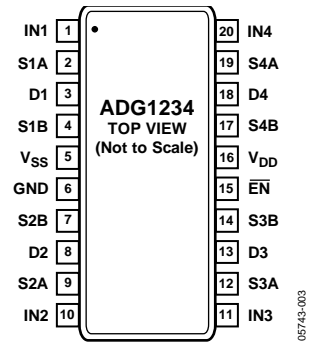 IN1 1 20 IN4
S1A 2 19 S4A
D1 3 18 D4
S1B 4 17 S4B
VSS 5 16 VDD
GND 6 15 EN
S2B 7 14 S3B
D2 8 13 D3
S2A 9 12 S3A
IN2 10 11 IN3
ADG1234
TOP VIEW
(Not to Scale)
05743-003